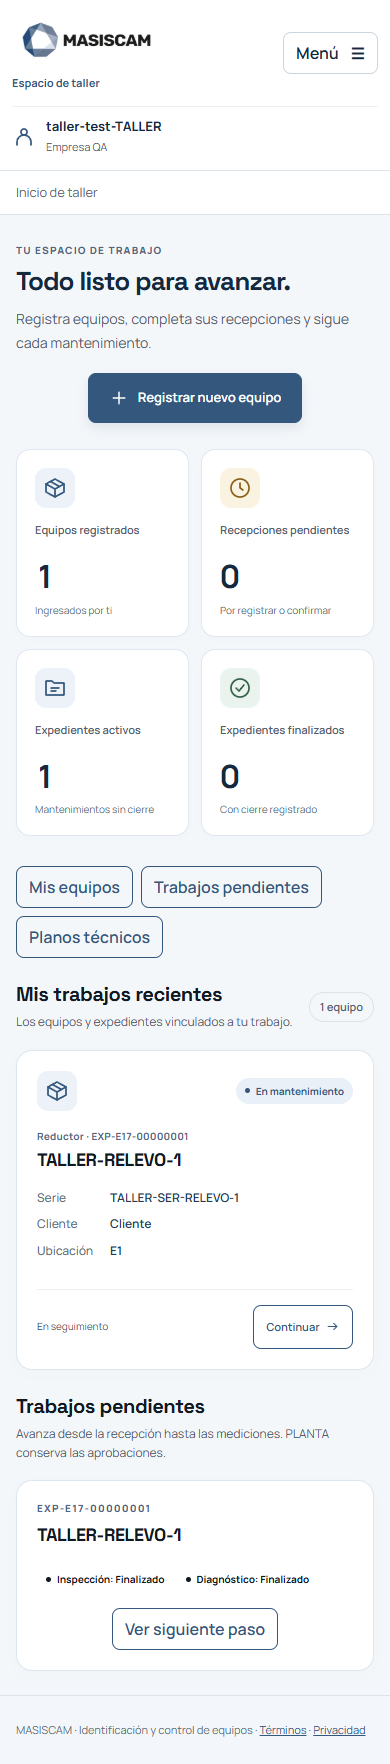 MASISCAM
Menú
Espacio de taller
taller-test-TALLER
Empresa QA
Inicio de taller
TU ESPACIO DE TRABAJO
Todo listo para avanzar.
Registra equipos, completa sus recepciones y sigue
cada mantenimiento.
Registrar nuevo equipo
Equipos registrados
1
Ingresados por ti
Recepciones pendientes
0
Por registrar o confirmar
Expedientes activos
1
Mantenimientos sin cierre
Expedientes finalizados
0
Con cierre registrado
Mis equipos
Trabajos pendientes
Planos técnicos
Mis trabajos recientes
Los equipos y expedientes vinculados a tu trabajo.
1 equipo
En mantenimiento
Reductor · EXP-E17-00000001
TALLER-RELEVO-1
Serie TALLER-SER-RELEVO-1
Cliente Cliente
Ubicación E1
En seguimiento
Continuar →
Trabajos pendientes
Avanza desde la recepción hasta las mediciones. PLANTA
conserva las aprobaciones.
EXP-E17-00000001
TALLER-RELEVO-1
Inspección: Finalizado
Diagnóstico: Finalizado
Ver siguiente paso
MASISCAM · Identificación y control de equipos · Términos · Privacidad